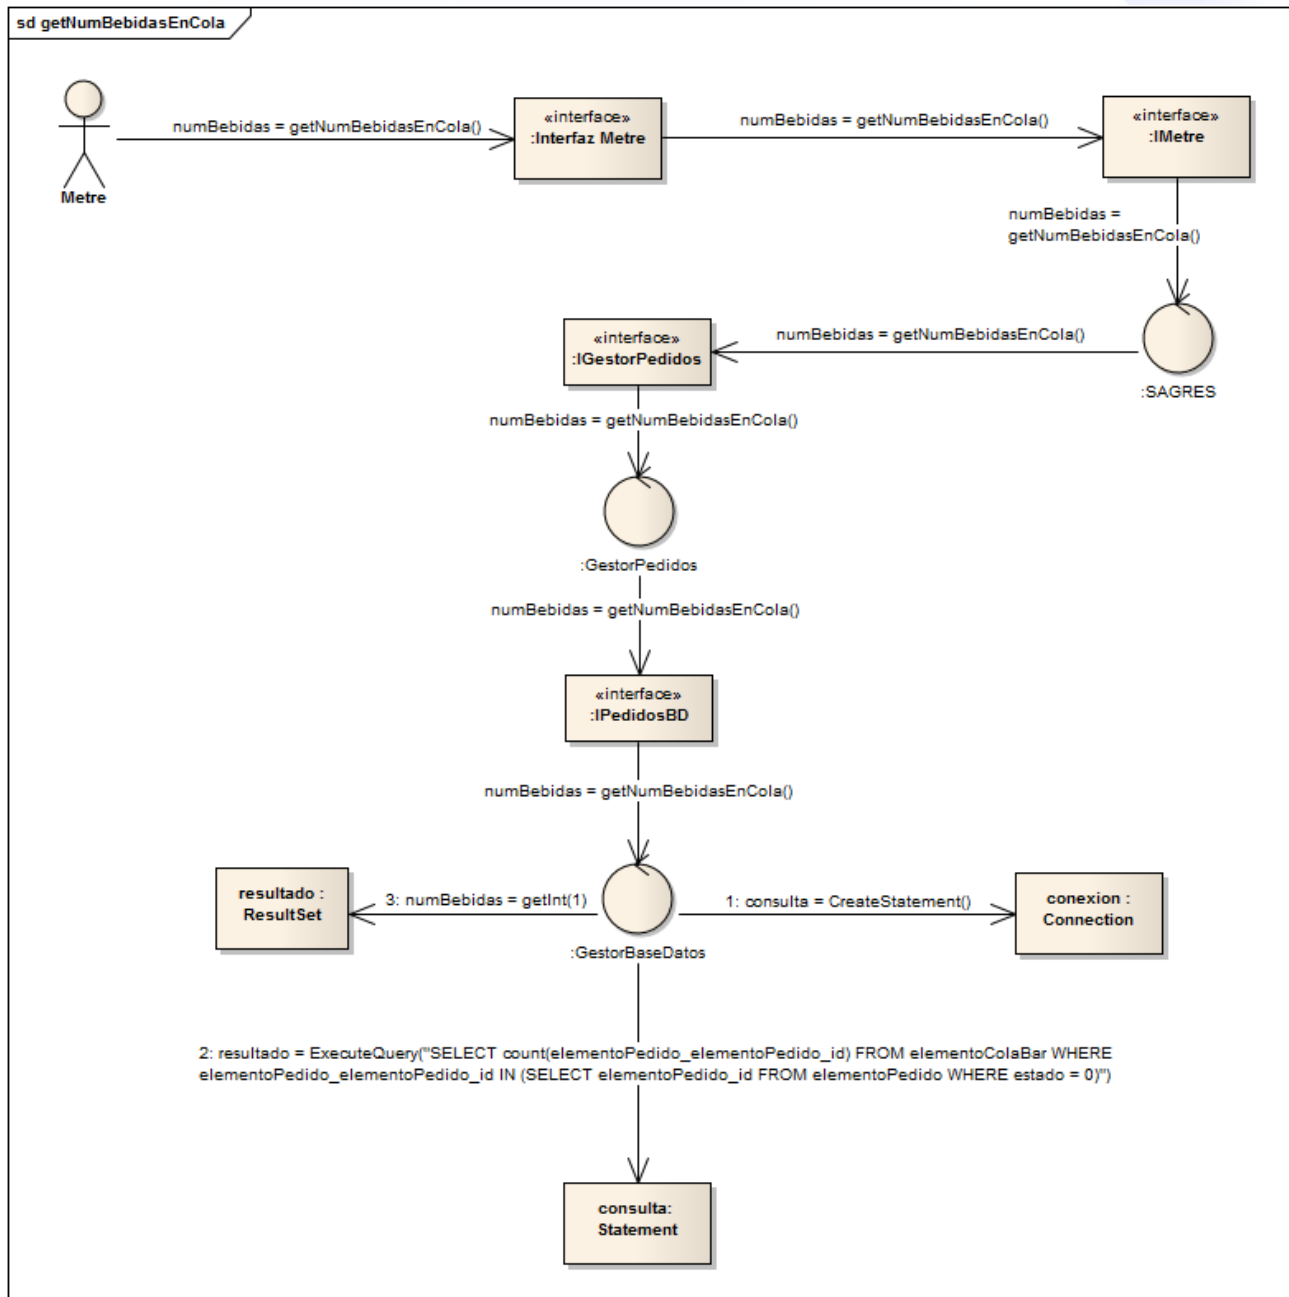 sd getNumBebidasEnCola
numBebidas = getNumBebidasEnCola()
«interface»
:Interfaz Metre
numBebidas = getNumBebidasEnCola()
«interface»
:IMetre
Metre
numBebidas =
getNumBebidasEnCola()
«interface»
:IGestorPedidos
numBebidas = getNumBebidasEnCola()
:SAGRES
numBebidas = getNumBebidasEnCola()
:GestorPedidos
numBebidas = getNumBebidasEnCola()
«interface»
:IPedidosBD
numBebidas = getNumBebidasEnCola()
resultado :
ResultSet
3: numBebidas = getInt(1)
1: consulta = CreateStatement()
conexion :
Connection
:GestorBaseDatos
2: resultado = ExecuteQuery("SELECT count(elementoPedido_elementoPedido_id) FROM elementoColaBar WHERE
elementoPedido_elementoPedido_id IN (SELECT elementoPedido_id FROM elementoPedido WHERE estado = 0)")
consulta:
Statement